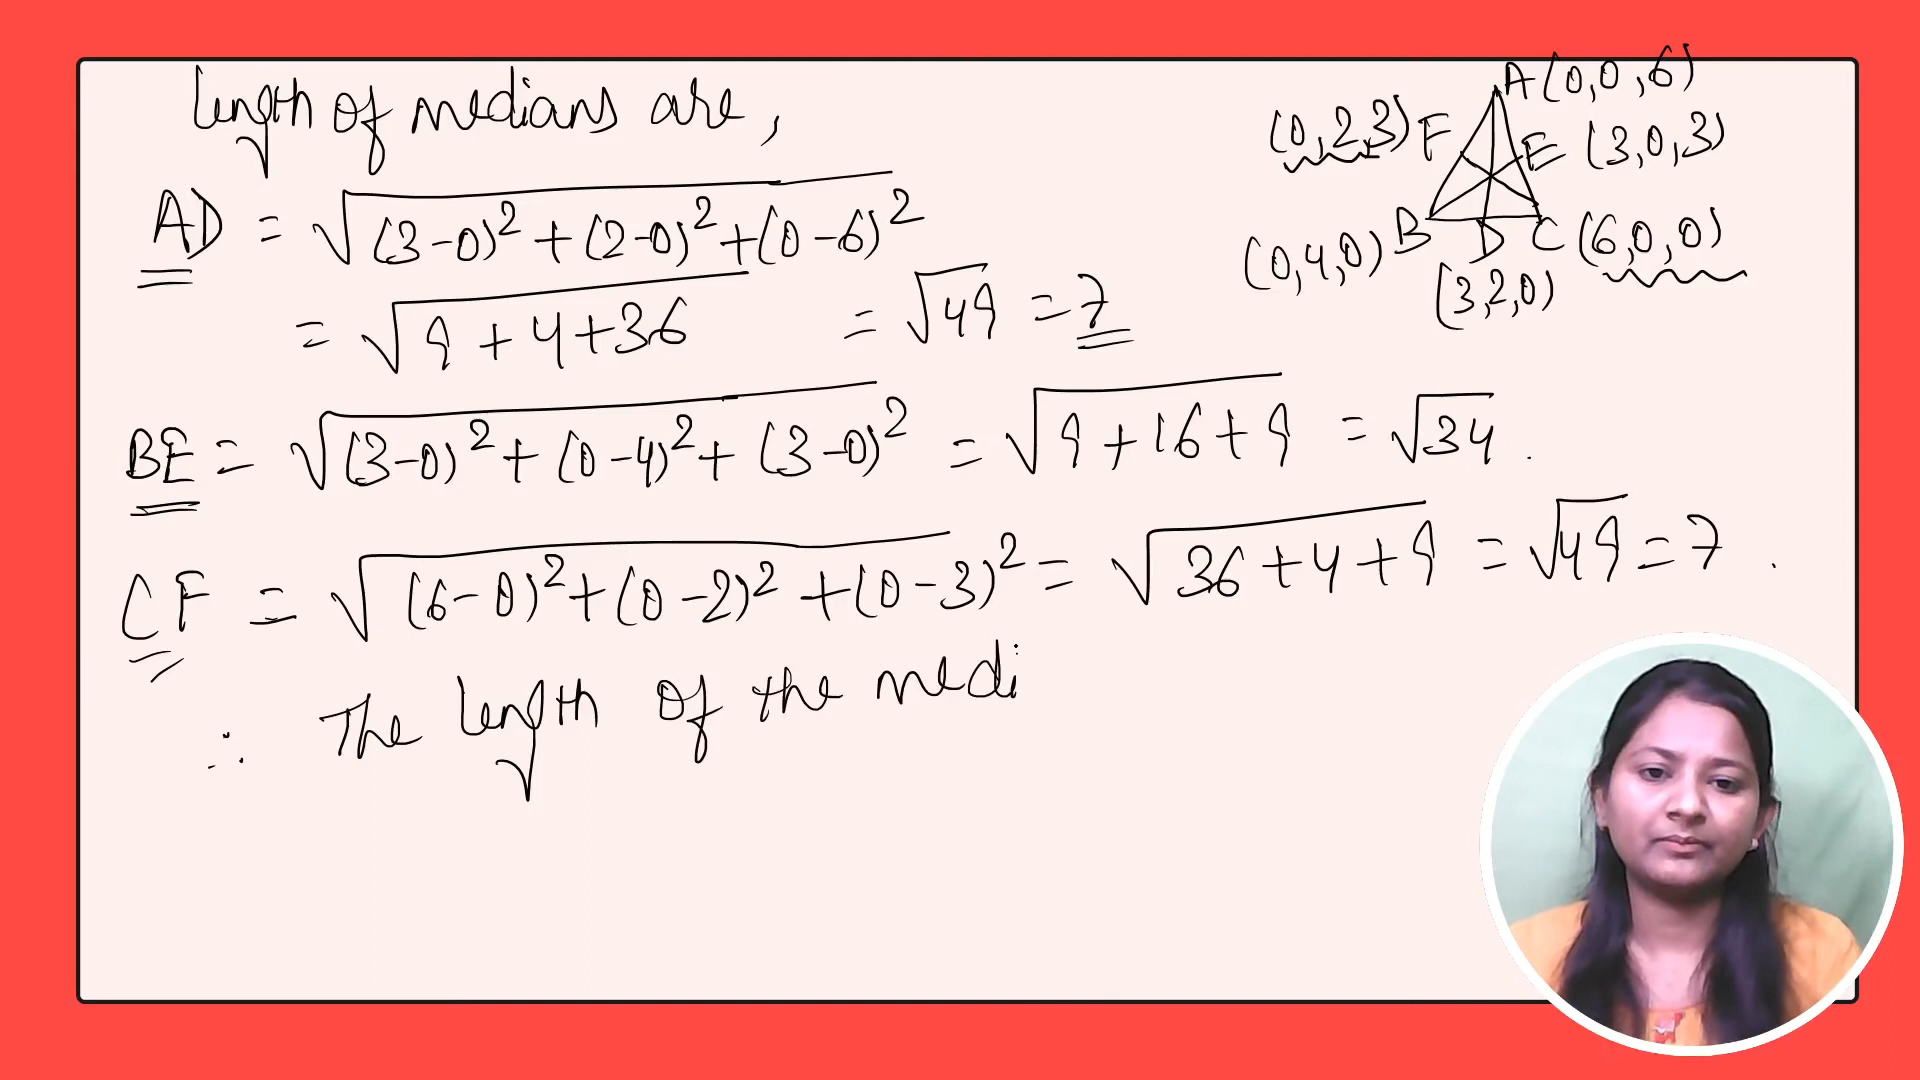 length of medians are,
AD = √((3-0)² + (2-0)² + (0-6)²)
= √(9+4+36) = √49 = 7
BE = √((3-0)² + (0-4)² + (3-0)²) = √(9+16+9) = √34.
CF = √((6-0)² + (0-2)² + (0-3)²) = √(36+4+9) = √49 = 7.
∴ The length of the medi
A(0,0,6)
(0,2,3) F E (3,0,3)
(0,4,0) B D C (6,0,0)
(3,2,0)